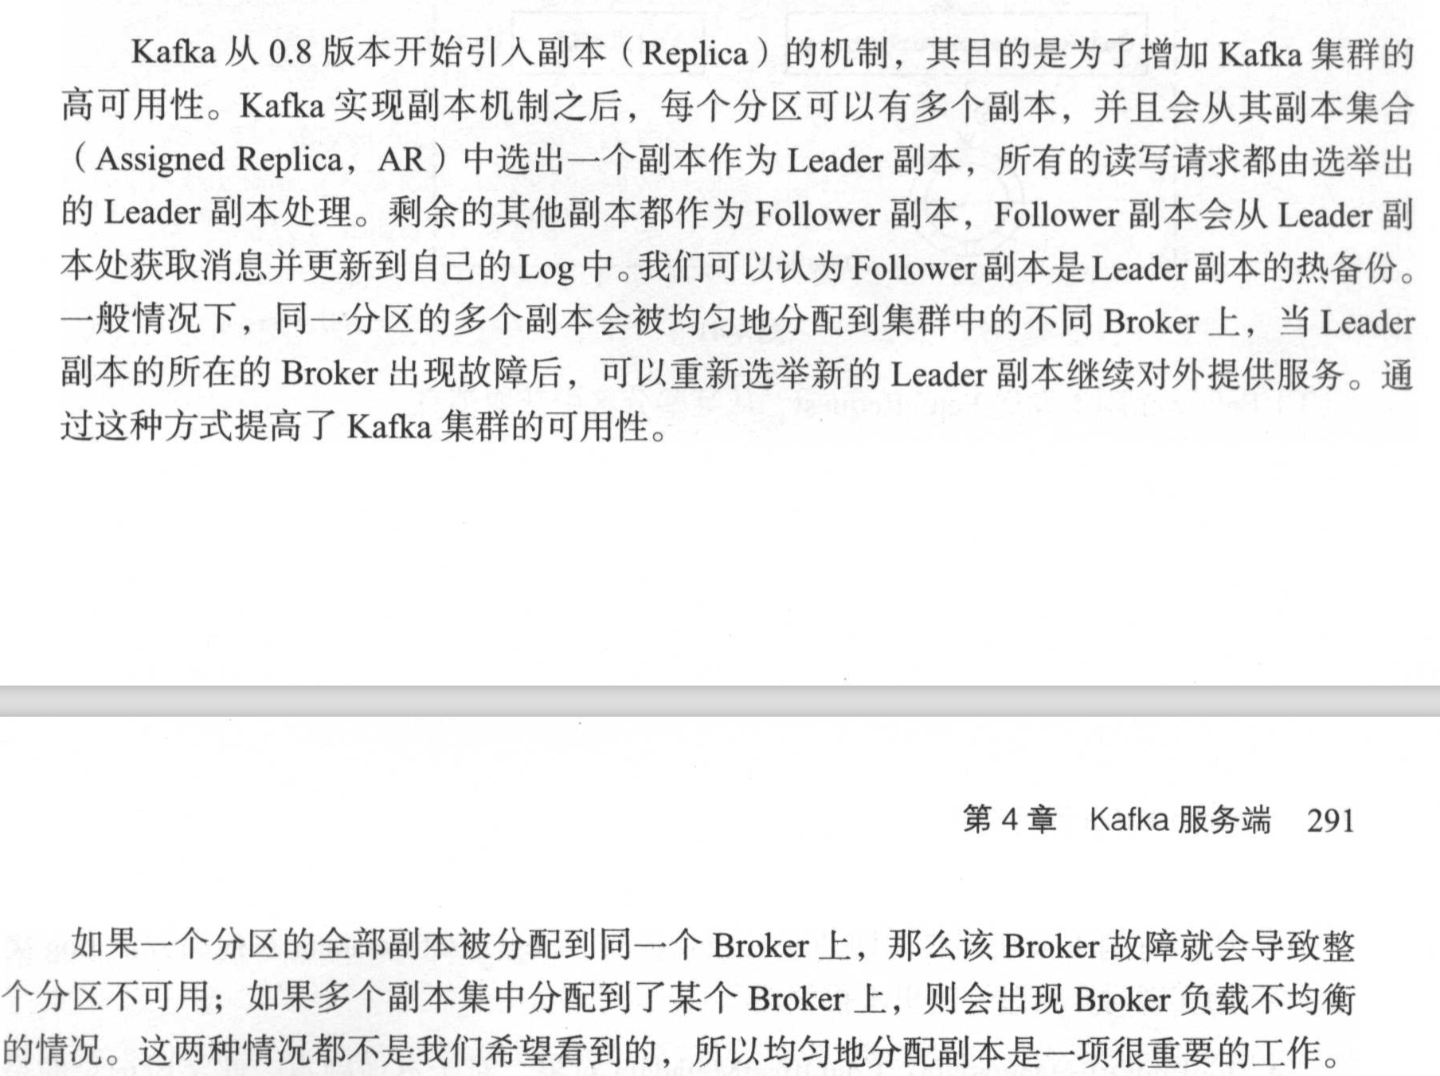 Kafka 从 0.8 版本开始引入副本（Replica）的机制，其目的是为了增加 Kafka 集群的
高可用性。Kafka 实现副本机制之后，每个分区可以有多个副本，并且会从其副本集合
（Assigned Replica，AR）中选出一个副本作为 Leader 副本，所有的读写请求都由选举出
的 Leader 副本处理。剩余的其他副本都作为 Follower 副本，Follower 副本会从 Leader 副
本处获取消息并更新到自己的 Log 中。我们可以认为 Follower 副本是 Leader 副本的热备份。
一般情况下，同一分区的多个副本会被均匀地分配到集群中的不同 Broker 上，当 Leader
副本的所在的 Broker 出现故障后，可以重新选举新的 Leader 副本继续对外提供服务。通
过这种方式提高了 Kafka 集群的可用性。
第 4 章 Kafka 服务端 291
如果一个分区的全部副本被分配到同一个 Broker 上，那么该 Broker 故障就会导致整
个分区不可用；如果多个副本集中分配到了某个 Broker 上，则会出现 Broker 负载不均衡
的情况。这两种情况都不是我们希望看到的，所以均匀地分配副本是一项很重要的工作。